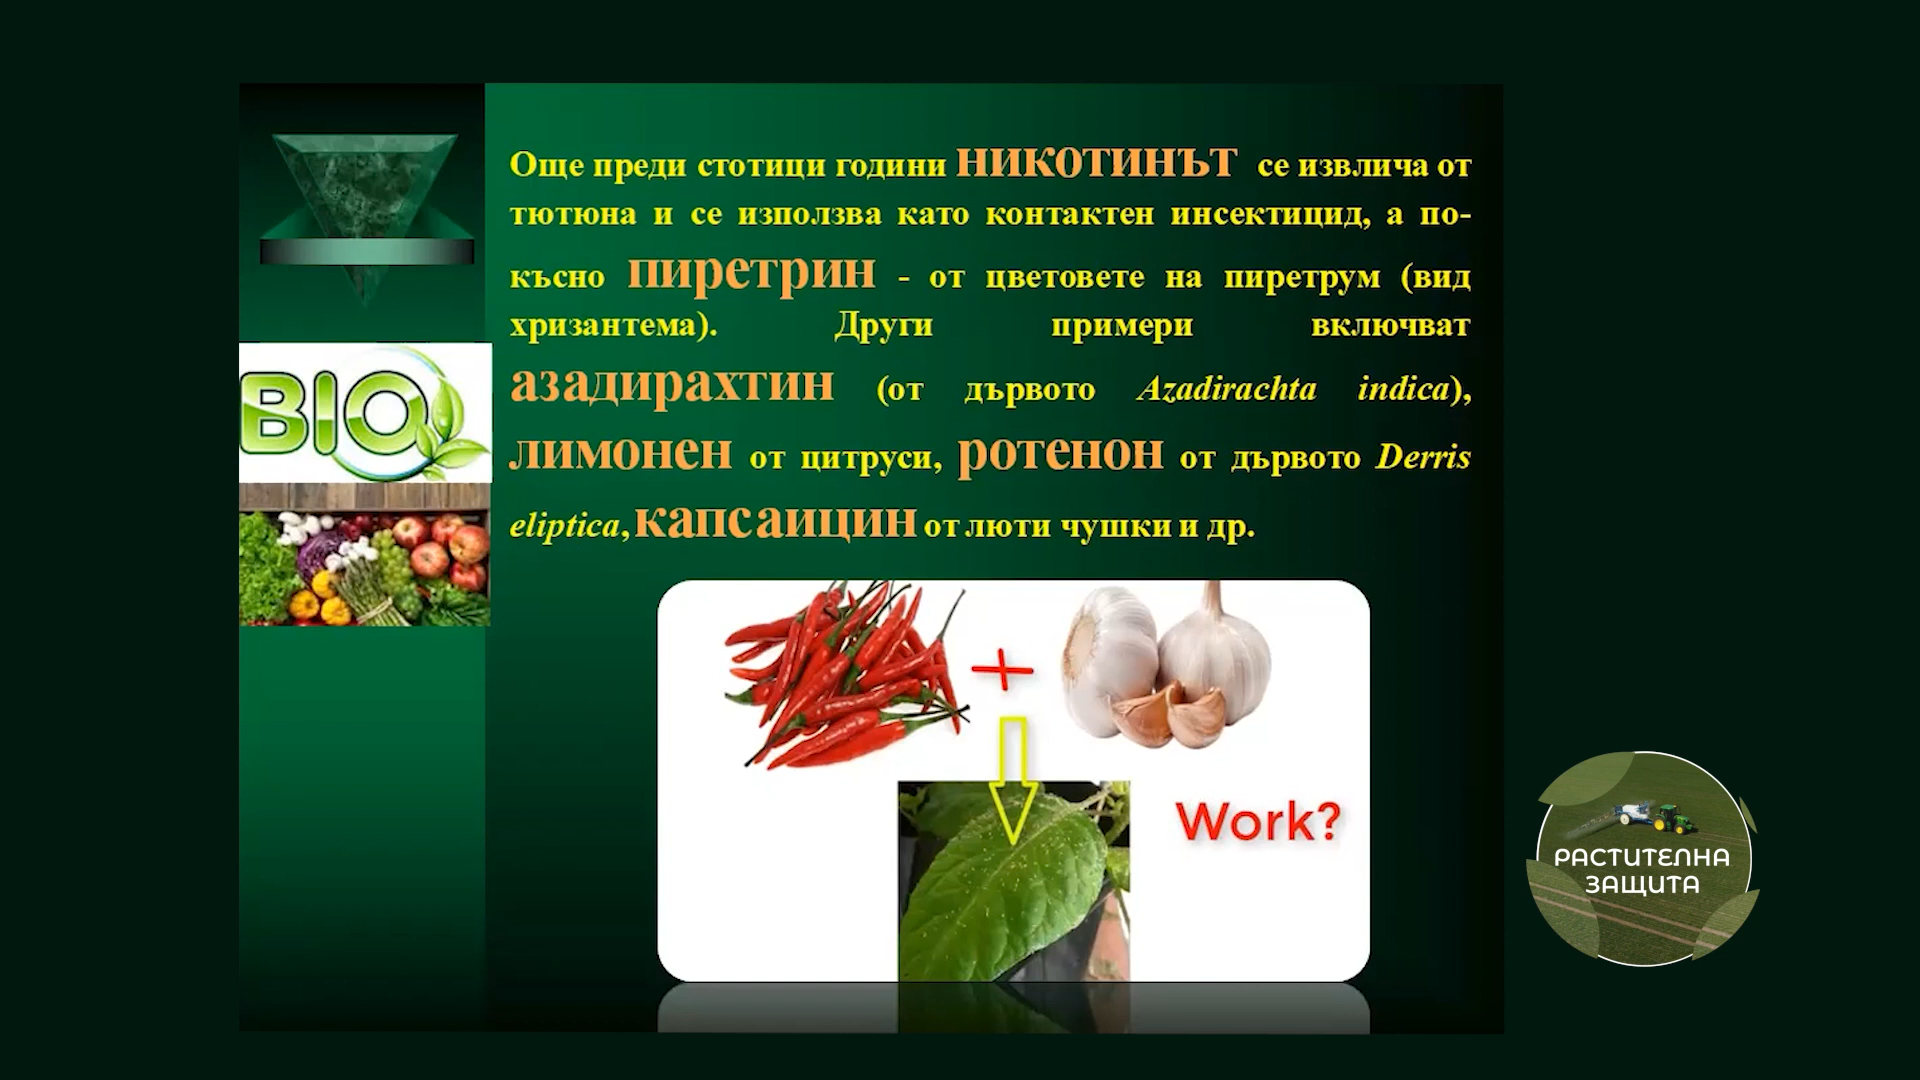 Още преди стотици години никотинът се извлича от
тютюна и се използва като контактен инсектицид, а по-
късно пиретрин - от цветовете на пиретрум (вид
хризантема). Други примери включват
азадирахтин (от дървото Azadirachta indica),
лимонен от цитруси, ротенон от дървото Derris
eliptica, капсаицин от люти чушки и др.
BIO
Work?
РАСТИТЕЛНА
ЗАЩИТА